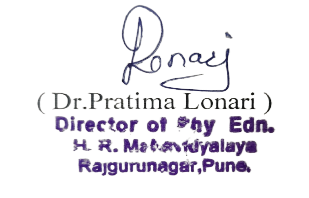 Lonari
( Dr.Pratima Lonari )
Director of Phy Edn.
H. R. Mahavidyalaya
Rajgurunagar,Pune.